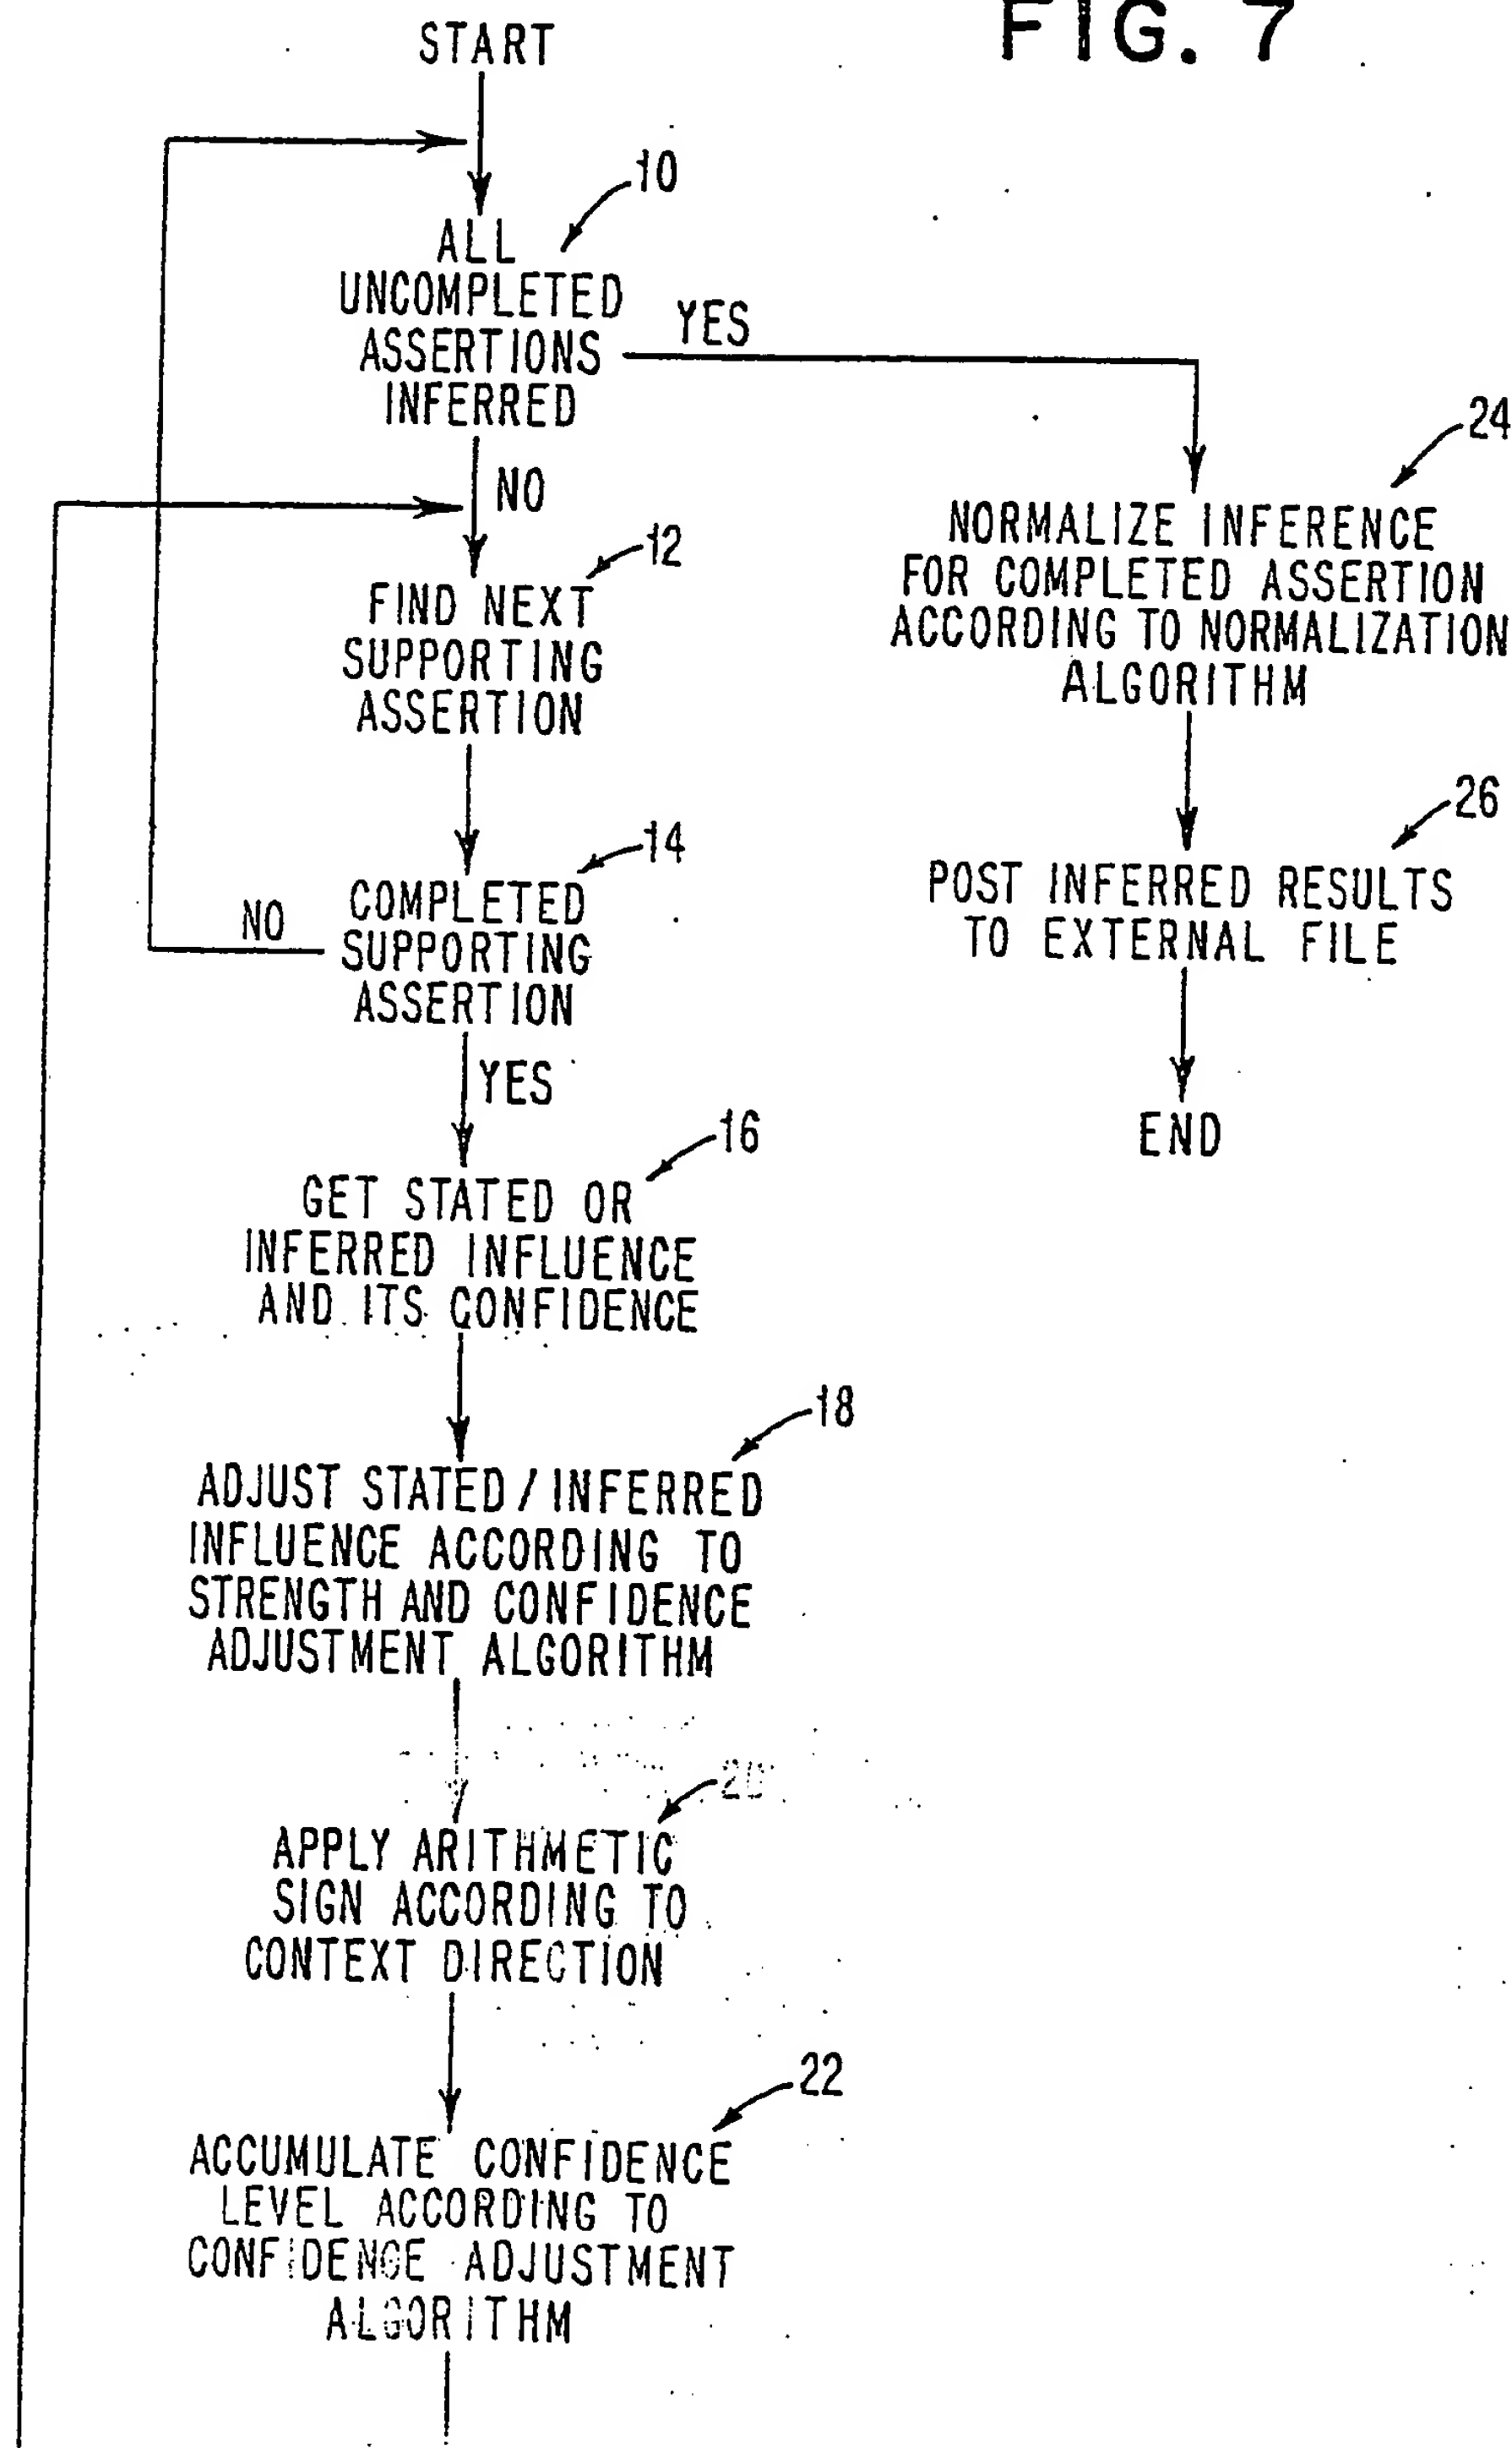 FIG. 7
START
10
ALL
UNCOMPLETED
ASSERTIONS
INFERRED
YES
NO
12
FIND NEXT
SUPPORTING
ASSERTION
14
COMPLETED
SUPPORTING
ASSERTION
NO
YES
16
GET STATED OR
INFERRED INFLUENCE
AND ITS CONFIDENCE
18
ADJUST STATED/INFERRED
INFLUENCE ACCORDING TO
STRENGTH AND CONFIDENCE
ADJUSTMENT ALGORITHM
20
APPLY ARITHMETIC
SIGN ACCORDING TO
CONTEXT DIRECTION
22
ACCUMULATE CONFIDENCE
LEVEL ACCORDING TO
CONFIDENCE ADJUSTMENT
ALGORITHM
24
NORMALIZE INFERENCE
FOR COMPLETED ASSERTION
ACCORDING TO NORMALIZATION
ALGORITHM
26
POST INFERRED RESULTS
TO EXTERNAL FILE
END